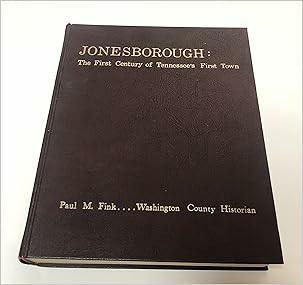 JONESBOROUGH:
The First Century of Tennessee's First Town
Paul M. Fink....Washington County Historian